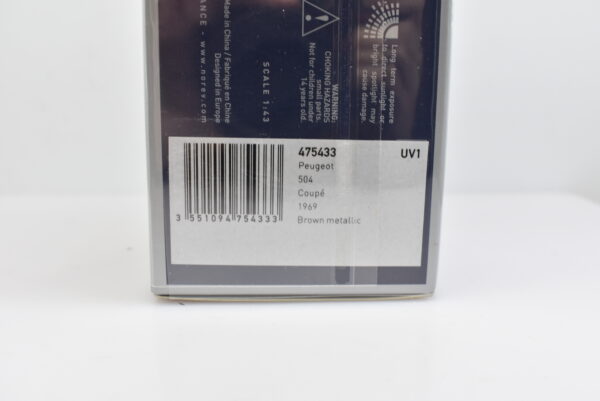 ANCE • www.norev.com
Made in China / Fabriqué en Chine
Designed in Europe
SCALE 1:43
WARNING:
CHOKING HAZARDS
small parts.
Not for children under
14 years old.
Long term exposure
to direct sunlight or
bright spotlight may
cause damage.
475433
UV1
Peugeot
504
Coupé
1969
Brown metallic
3 551094 754333